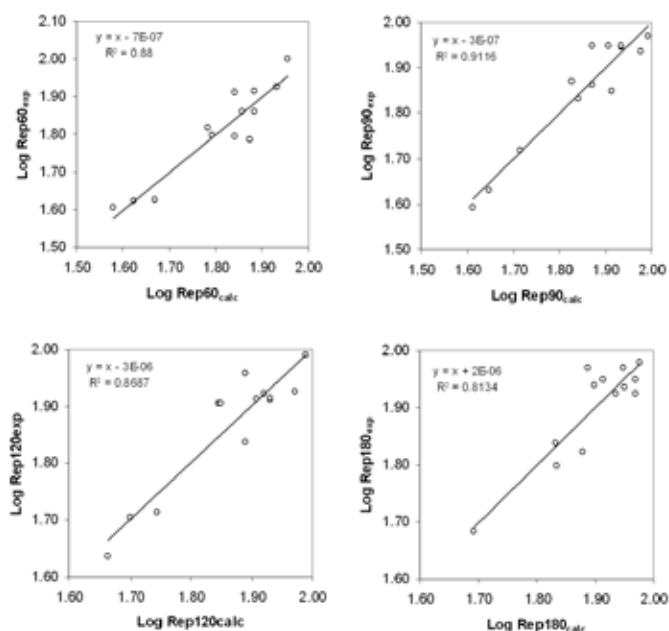 y = x - 7E-07
R² = 0.88
2.10
2.00
1.90
1.80
1.70
1.60
1.50
Log Rep60exp
1.50 1.60 1.70 1.80 1.90 2.00
Log Rep60calc
y = x - 3E-07
R² = 0.9116
2.00
1.90
1.80
1.70
1.60
1.50
Log Rep90exp
1.50 1.60 1.70 1.80 1.90 2.00
Log Rep90calc
y = x - 3E-06
R² = 0.8687
2.00
1.90
1.80
1.70
1.60
Log Rep120exp
1.60 1.70 1.80 1.90 2.00
Log Rep120calc
y = x + 2E-06
R² = 0.8134
2.00
1.90
1.80
1.70
1.60
Log Rep180exp
1.60 1.70 1.80 1.90 2.00
Log Rep180calc